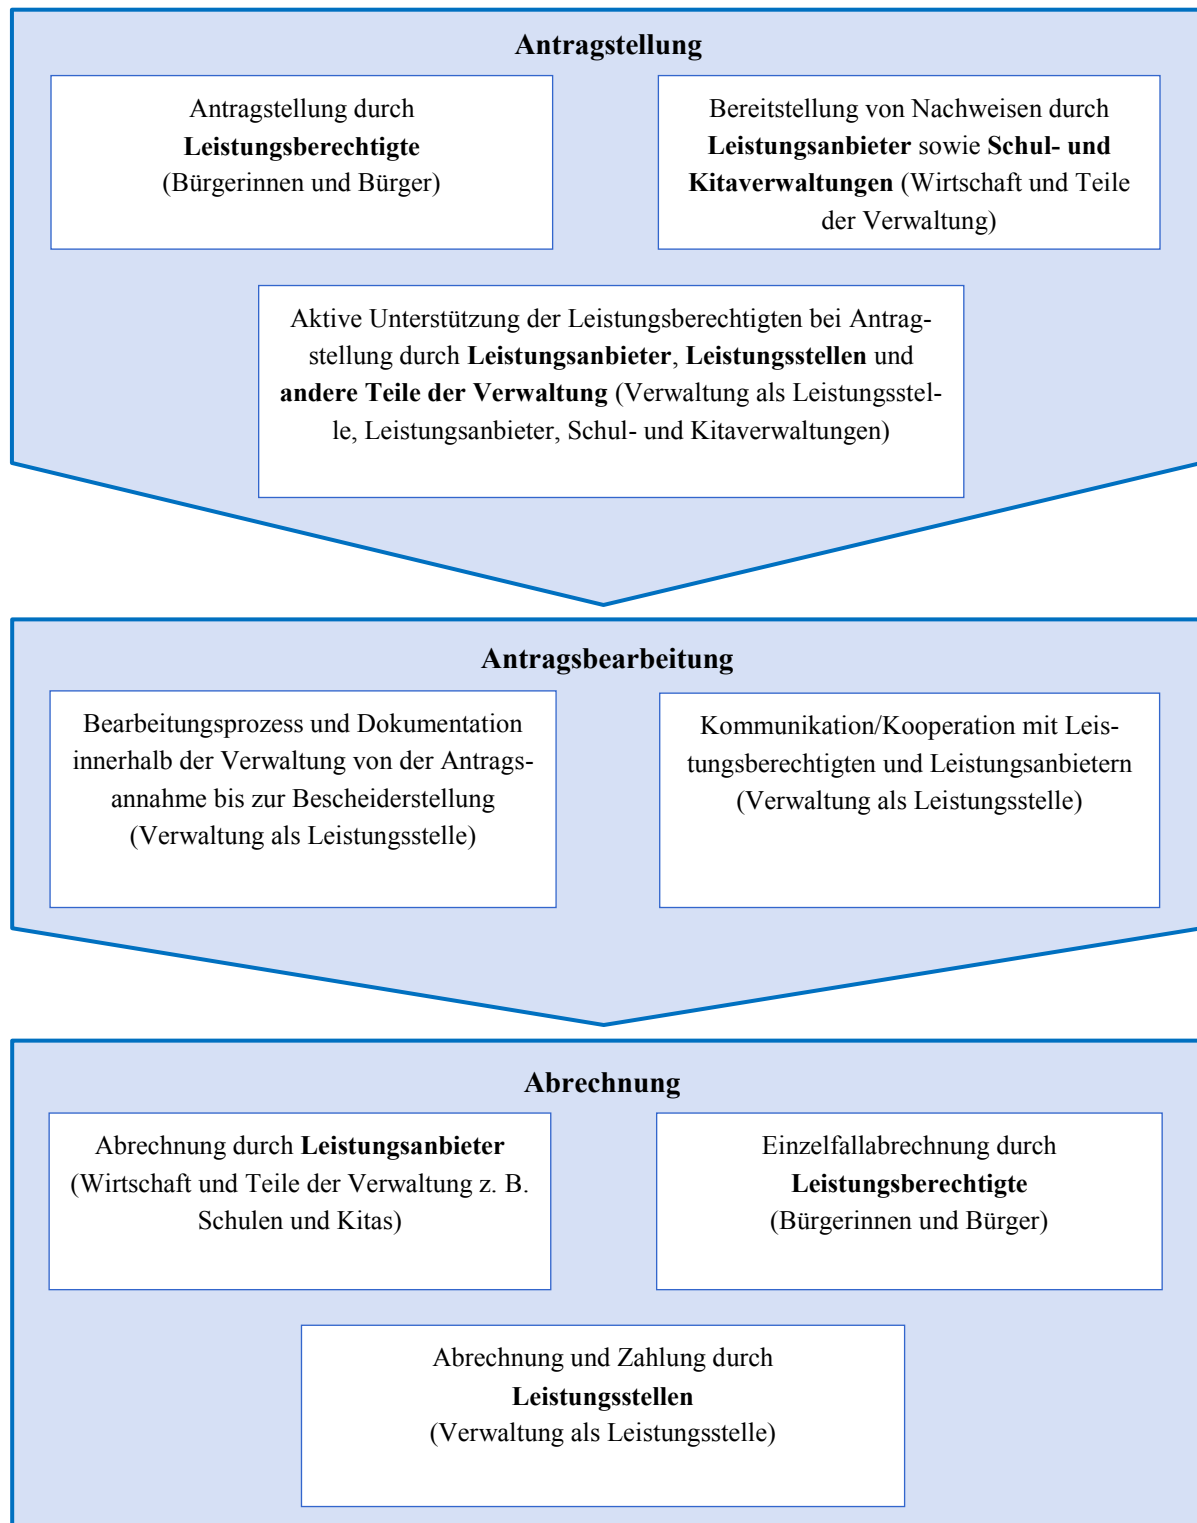 Antragstellung
Antragstellung durch
Leistungsberechtigte
(Bürgerinnen und Bürger)
Bereitstellung von Nachweisen durch
Leistungsanbieter sowie Schul- und
Kitaverwaltungen (Wirtschaft und Teile
der Verwaltung)
Aktive Unterstützung der Leistungsberechtigten bei Antrag-
stellung durch Leistungsanbieter, Leistungsstellen und
andere Teile der Verwaltung (Verwaltung als Leistungsstel-
le, Leistungsanbieter, Schul- und Kitaverwaltungen)
Antragsbearbeitung
Bearbeitungsprozess und Dokumentation
innerhalb der Verwaltung von der Antrags-
annahme bis zur Bescheiderstellung
(Verwaltung als Leistungsstelle)
Kommunikation/Kooperation mit Leis-
tungsberechtigten und Leistungsanbietern
(Verwaltung als Leistungsstelle)
Abrechnung
Abrechnung durch Leistungsanbieter
(Wirtschaft und Teile der Verwaltung z. B.
Schulen und Kitas)
Einzelfallabrechnung durch
Leistungsberechtigte
(Bürgerinnen und Bürger)
Abrechnung und Zahlung durch
Leistungsstellen
(Verwaltung als Leistungsstelle)